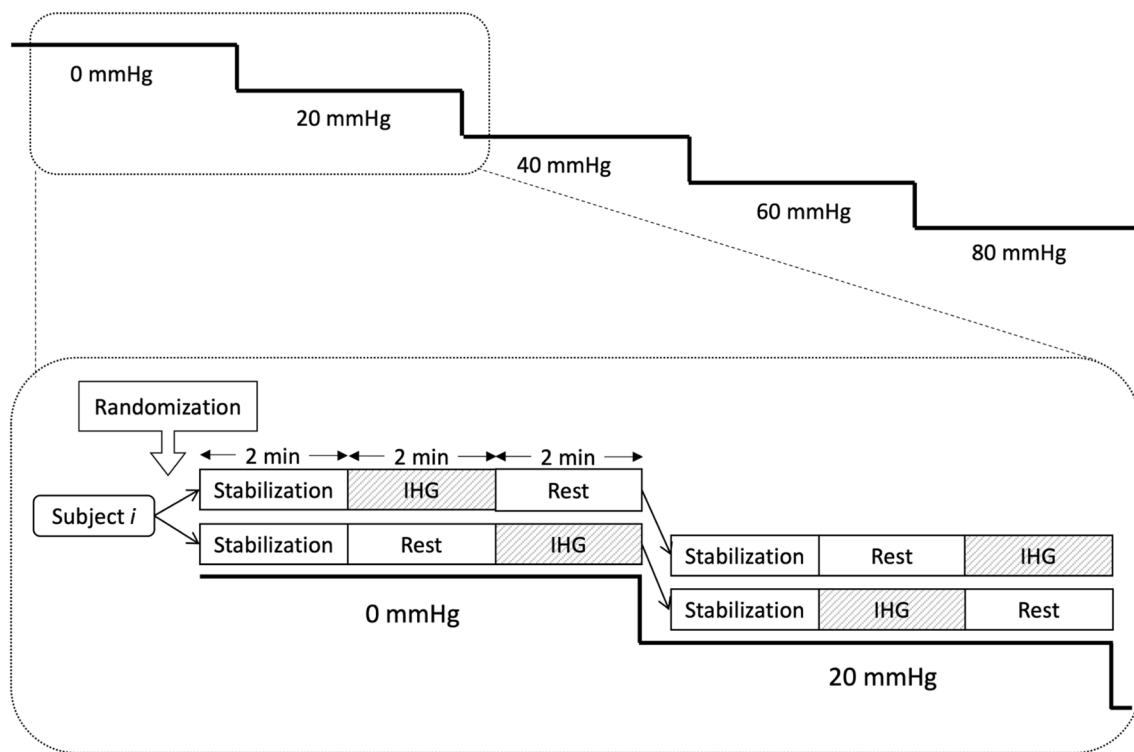 0 mmHg
20 mmHg
40 mmHg
60 mmHg
80 mmHg
Randomization
2 min 2 min 2 min
Stabilization IHG Rest
Subject i
Stabilization Rest IHG
Stabilization Rest IHG
Stabilization IHG Rest
0 mmHg
20 mmHg